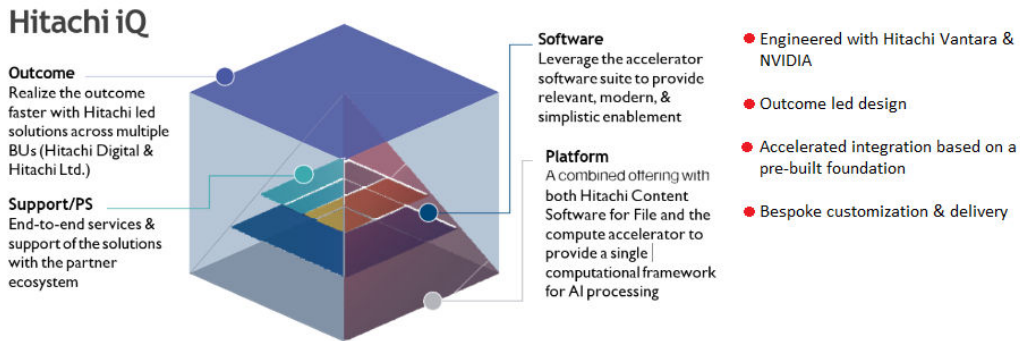 Hitachi iQ
Outcome
Realize the outcome
faster with Hitachi led
solutions across multiple
BUs (Hitachi Digital &
Hitachi Ltd.)
Support/PS
End-to-end services &
support of the solutions
with the partner
ecosystem
Software
Leverage the accelerator
software suite to provide
relevant, modern, &
simplistic enablement
Platform
A combined offering with
both Hitachi Content
Software for File and the
compute accelerator to
provide a single
computational framework
for AI processing
Engineered with Hitachi Vantara &
NVIDIA
Outcome led design
Accelerated integration based on a
pre-built foundation
Bespoke customization & delivery